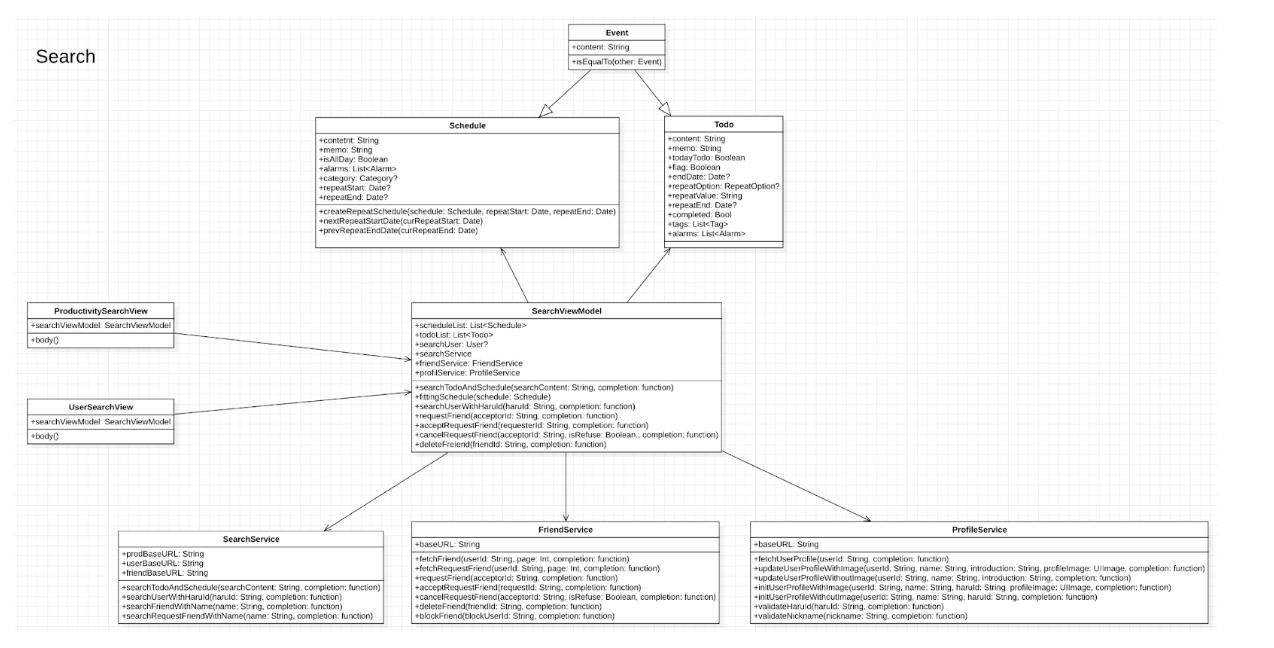 Search
Event
+content: String
+isEqualTo(other: Event)
Schedule
+contetnt: String
+memo: String
+isAllDay: Boolean
+alarms: List<Alarm>
+category: Category?
+repeatStart: Date?
+repeatEnd: Date?
+createRepeatSchedule(schedule: Schedule, repeatStart: Date, repeatEnd: Date)
+nextRepeatStartDate(curRepeatStart: Date)
+prevRepeatEndDate(curRepeatEnd: Date)
Todo
+content: String
+memo: String
+todayTodo: Boolean
+flag: Boolean
+endDate: Date?
+repeatOption: RepeatOption?
+repeatValue: String
+repeatEnd: Date?
+completed: Bool
+tags: List<Tag>
+alarms: List<Alarm>
ProductivitySearchView
+searchViewModel: SearchViewModel
+body()
UserSearchView
+searchViewModel: SearchViewModel
+body()
SearchViewModel
+scheduleList: List<Schedule>
+todoList: List<Todo>
+searchUser: User?
+searchService
+friendService: FriendService
+profilService: ProfileService
+searchTodoAndSchedule(searchContent: String, completion: function)
+fittingSchedule(schedule: Schedule)
+searchUserWithHaruId(haruId: String, completion: function)
+requestFriend(acceptorId: String, completion: function)
+acceptRequestFriend(requesterId: String, completion: function)
+cancelRequestFriend(acceptorId: String, isRefuse: Boolean., completion: function)
+deleteFreiend(friendId: String, completion: function)
SearchService
+prodBaseURL: String
+userBaseURL: String
+friendBaseURL: String
+searchTodoAndSchedule(searchContent: String, completion: function)
+searchUserWithHaruId(haruId: String, completion: function)
+searchFriendWithName(name: String, completion: function)
+searchRequestFriendWithName(name: String, completion: function)
FriendService
+baseURL: String
+fetchFriend(userId: String, page: Int, completion: function)
+fetchRequestFriend(userId: String, page: Int, completion: function)
+requestFriend(acceptorId: String, completion: function)
+acceptRequestFriend(requestId: String, completion: function)
+cancelRequestFriend(acceptorId: String, isRefuse: Boolean, completion: function)
+deleteFriend(friendId: String, completion: function)
+blockFriend(blockUserId: String, completion: function)
ProfileService
+baseURL: String
+fetchUserProfile(userId: String, completion: function)
+updateUserProfileWithImage(userId: String, name: String, introduction: String, profileImage: UIImage, completion: function)
+updateUserProfileWithoutImage(userId: String, name: String, introduction: String, completion: function)
+initUserProfileWithImage(userId: String, name: String, haruId: String, profileImage: UIImage, completion: function)
+initUserProfileWithoutImage(userId: String, name: String, haruId: String, completion: function)
+validateHaruId(haruId: String, completion: function)
+validateNickname(nickname: String, completion: function)